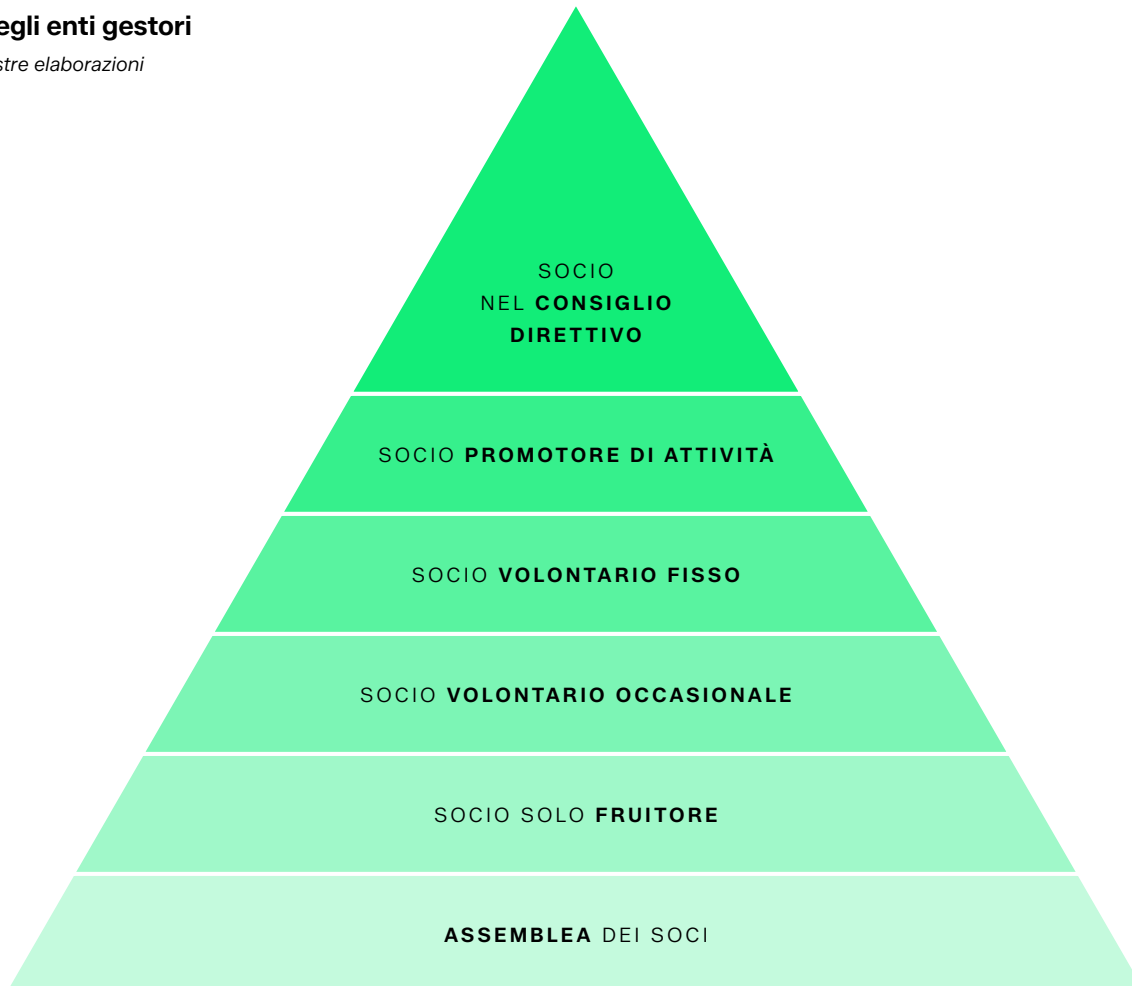 egli enti gestori
stre elaborazioni
SOCIO
NEL CONSIGLIO
DIRETTIVO
SOCIO PROMOTORE DI ATTIVITÀ
SOCIO VOLONTARIO FISSO
SOCIO VOLONTARIO OCCASIONALE
SOCIO SOLO FRUITORE
ASSEMBLEA DEI SOCI